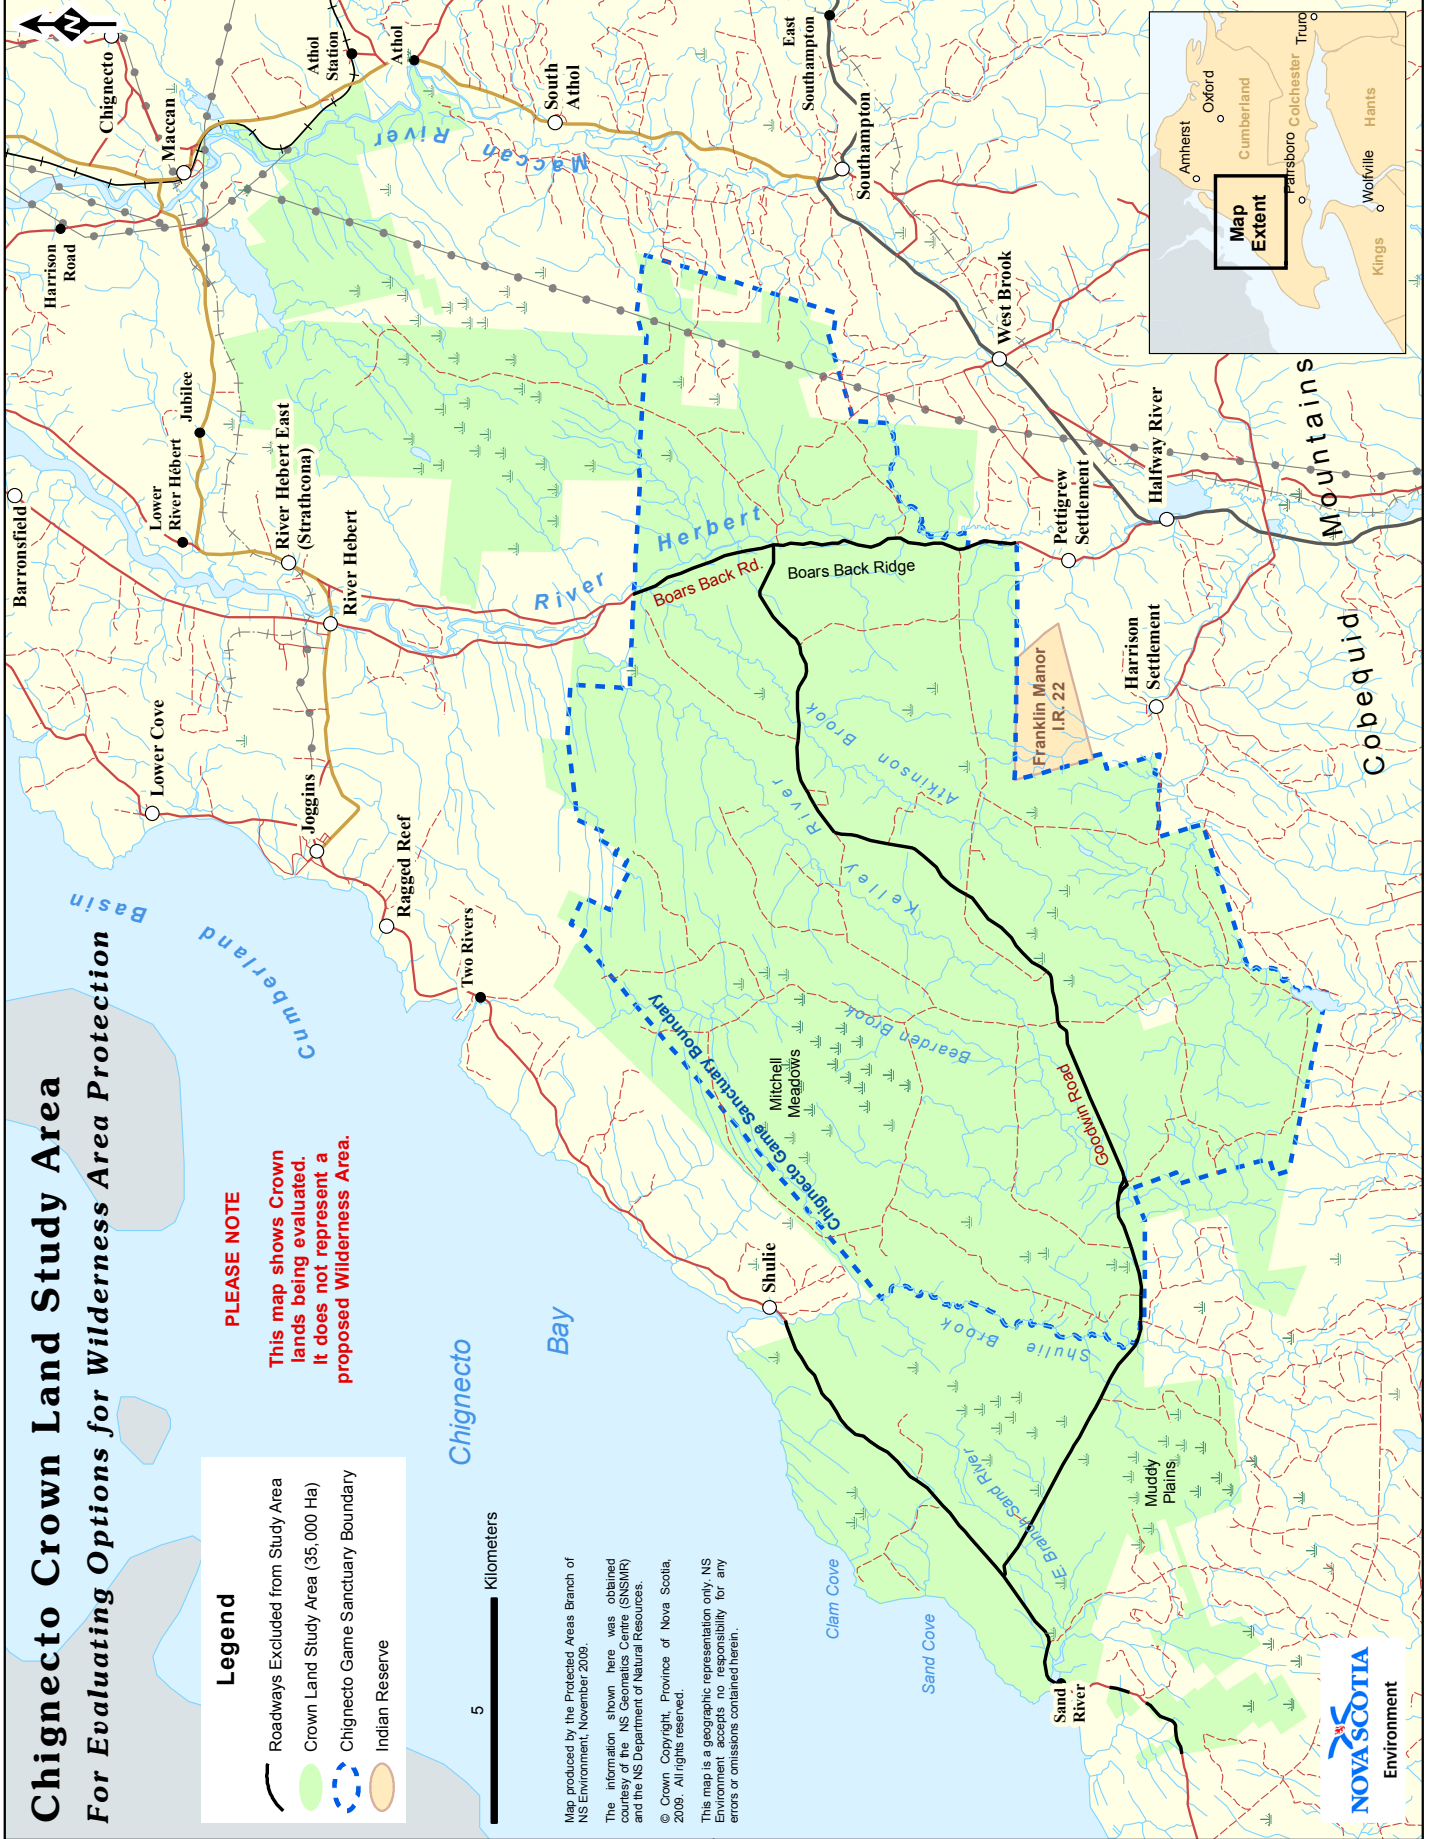 Chignecto Crown Land Study Area
For Evaluating Options for Wilderness Area Protection
PLEASE NOTE
This map shows Crown
lands being evaluated.
It does not represent a
proposed Wilderness Area.
Legend
Roadways Excluded from Study Area
Crown Land Study Area (35,000 Ha)
Chignecto Game Sanctuary Boundary
Indian Reserve
5
Kilometers
Map produced by the Protected Areas Branch of
NS Environment, November 2009.
The information shown here was obtained
courtesy of the NS Geomatics Centre (SNSMR)
and the NS Department of Natural Resources.
© Crown Copyright, Province of Nova Scotia,
2009. All rights reserved.
This map is a geographic representation only. NS
Environment accepts no responsibility for any
errors or omissions contained herein.
N
Chignecto
Bay
Cumberland
Basin
Clam Cove
Sand Cove
Barronsfield
Lower Cove
Joggins
Ragged Reef
Two Rivers
Shulie
Sand
River
Lower
River Hébert
Jubilee
River Hebert East
(Strathcona)
River Hebert
Harrison
Road
Maccan
Chignecto
Athol
Station
Athol
South
Athol
Maccan
River
East
Southampton
Southampton
West Brook
Halfway River
Pettigrew
Settlement
Harrison
Settlement
Franklin Manor
I.R. 22
River
Herbert
Boars Back Rd.
Boars Back Ridge
Atkinson
Brook
Kelley
River
Bearden Brook
Mitchell
Meadows
Chignecto Game Sanctuary Boundary
Goodwin Road
Shulie
Brook
E. Branch Sand River
Muddy
Plains
Cobequid
Mountains
Map
Extent
Amherst
Oxford
Cumberland
Parrsboro
Colchester
Truro
Wolfville
Hants
Kings
NOVA SCOTIA
Environment